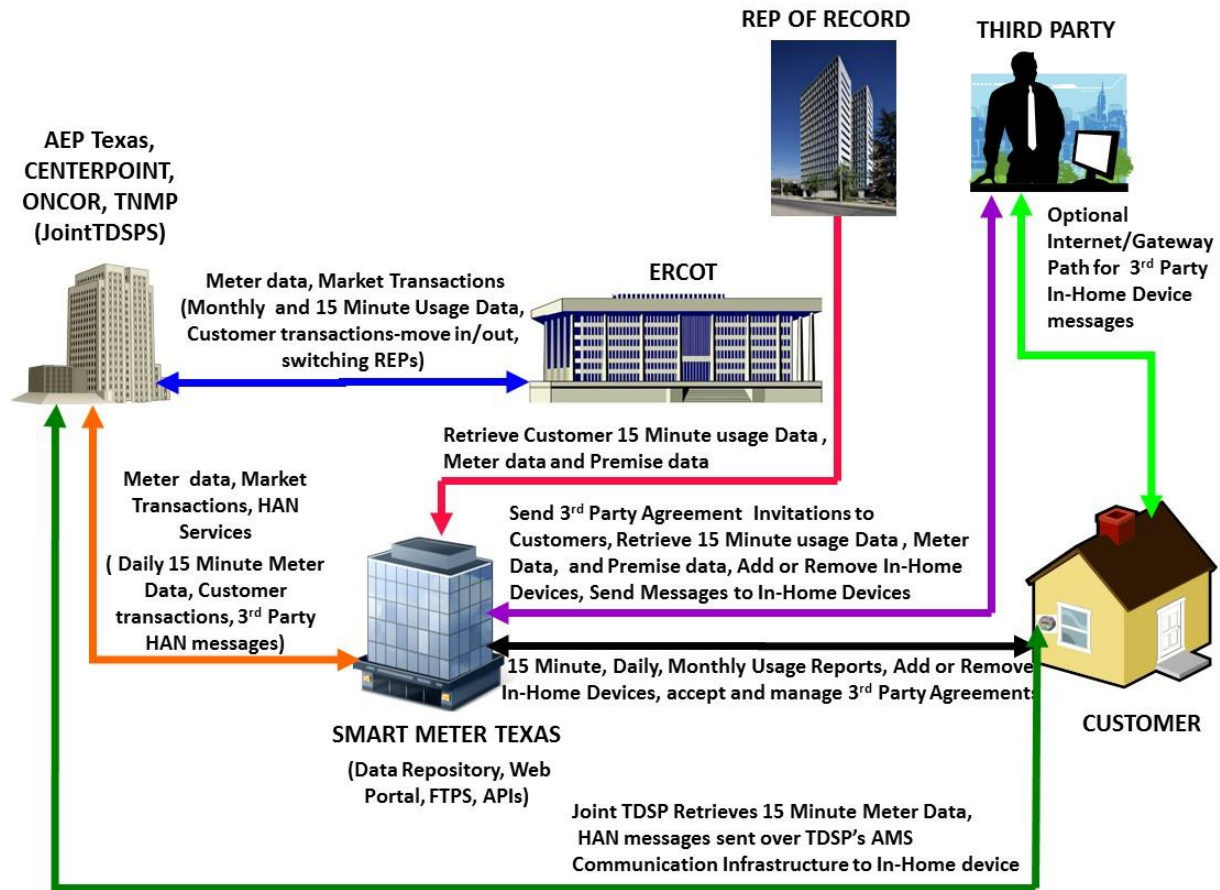 REP OF RECORD
THIRD PARTY
AEP Texas,
CENTERPOINT,
ONCOR, TNMP
(JointTDSPS)
Meter data, Market Transactions
(Monthly and 15 Minute Usage Data,
Customer transactions-move in/out,
switching REPs)
ERCOT
Optional
Internet/Gateway
Path for 3rd Party
In-Home Device
messages
Retrieve Customer 15 Minute usage Data ,
Meter data and Premise data
Meter data, Market
Transactions, HAN
Services
( Daily 15 Minute Meter
Data, Customer
transactions, 3rd Party
HAN messages)
Send 3rd Party Agreement Invitations to
Customers, Retrieve 15 Minute usage Data , Meter
Data, and Premise data, Add or Remove In-Home
Devices, Send Messages to In-Home Devices
15 Minute, Daily, Monthly Usage Reports, Add or Remove
In-Home Devices, accept and manage 3rd Party Agreements
SMART METER TEXAS
(Data Repository, Web
Portal, FTPS, APIs)
CUSTOMER
Joint TDSP Retrieves 15 Minute Meter Data,
HAN messages sent over TDSP's AMS
Communication Infrastructure to In-Home device